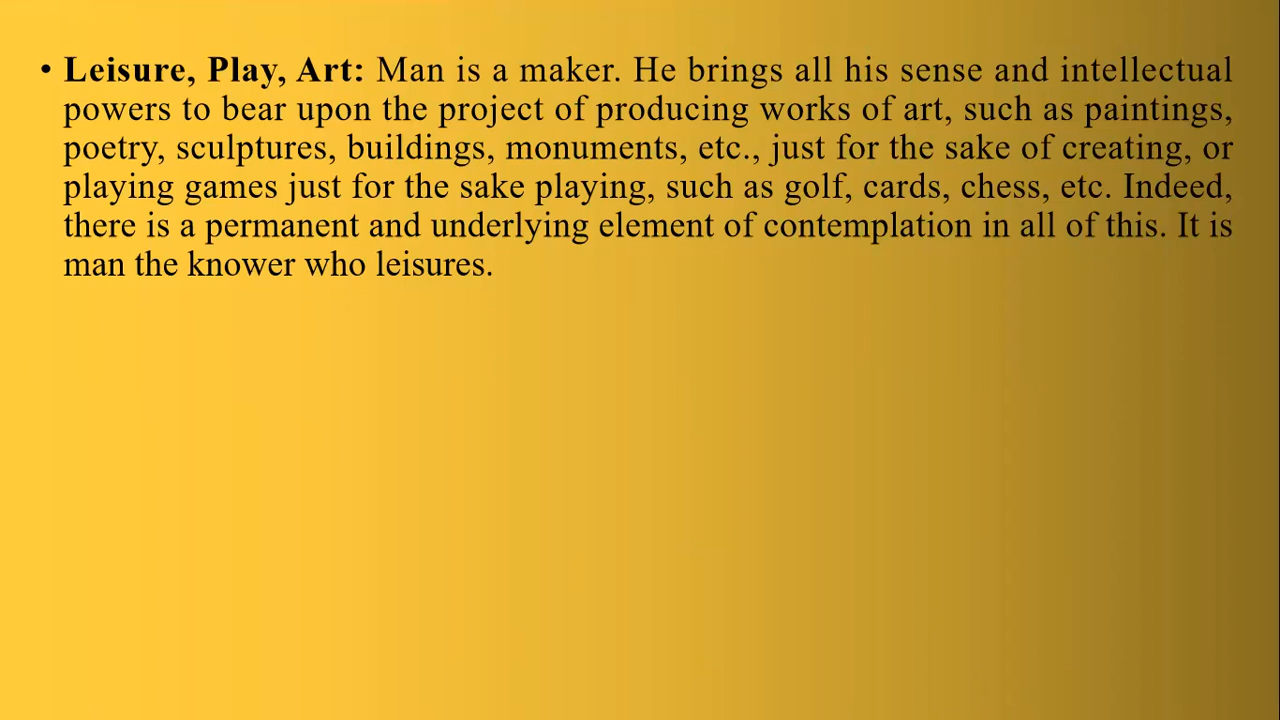 • Leisure, Play, Art: Man is a maker. He brings all his sense and intellectual
powers to bear upon the project of producing works of art, such as paintings,
poetry, sculptures, buildings, monuments, etc., just for the sake of creating, or
playing games just for the sake playing, such as golf, cards, chess, etc. Indeed,
there is a permanent and underlying element of contemplation in all of this. It is
man the knower who leisures.